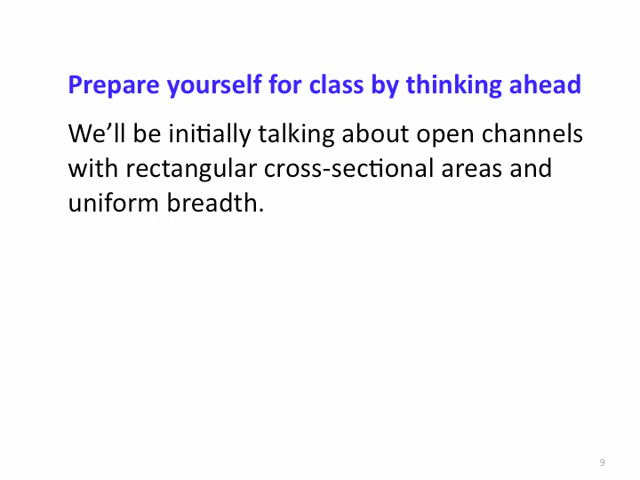 Prepare yourself for class by thinking ahead
We’ll be initially talking about open channels
with rectangular cross-sectional areas and
uniform breadth.
9